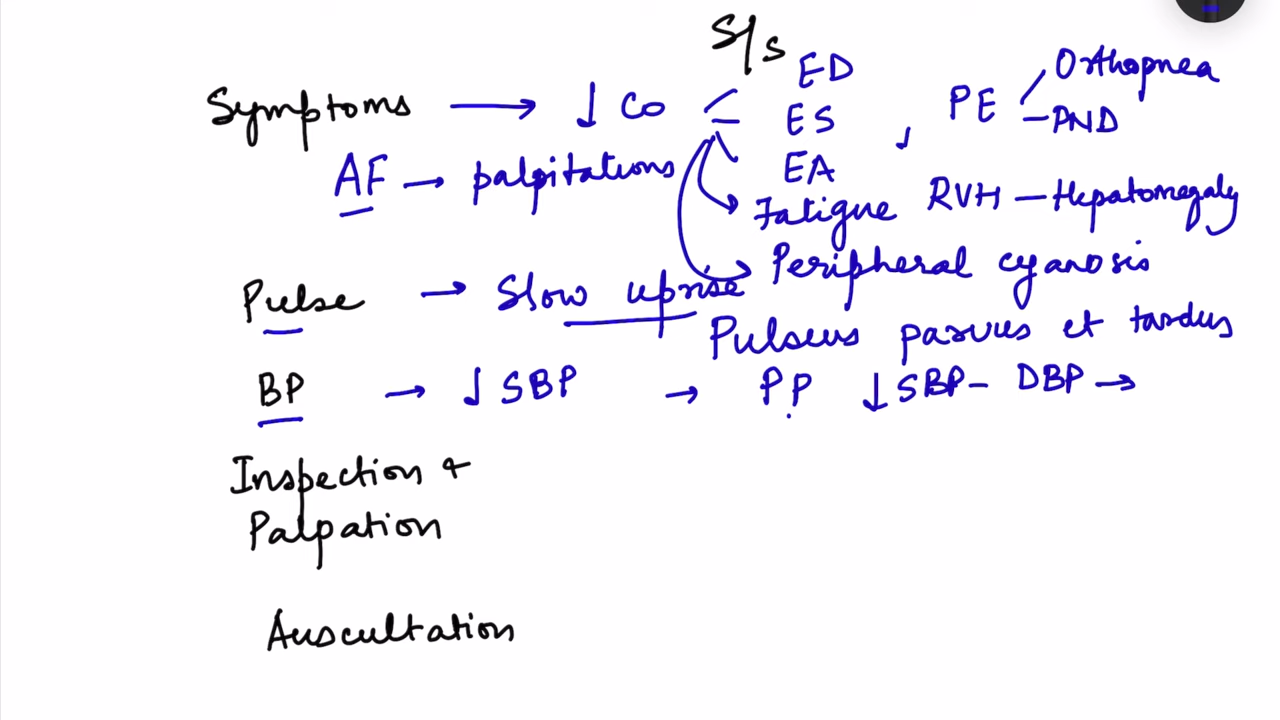 S/s
Symptoms → ↓ CO ED
ES
EA
PE Orthopnea
- PND
AF → palpitations
Fatigue
RVH - Hepatomegaly
Peripheral cyanosis
Pulse → Slow uprise
Pulseus parvus et tardus
BP → ↓ SBP → PP ↓ SBP - DBP →
Inspection +
Palpation
Auscultation